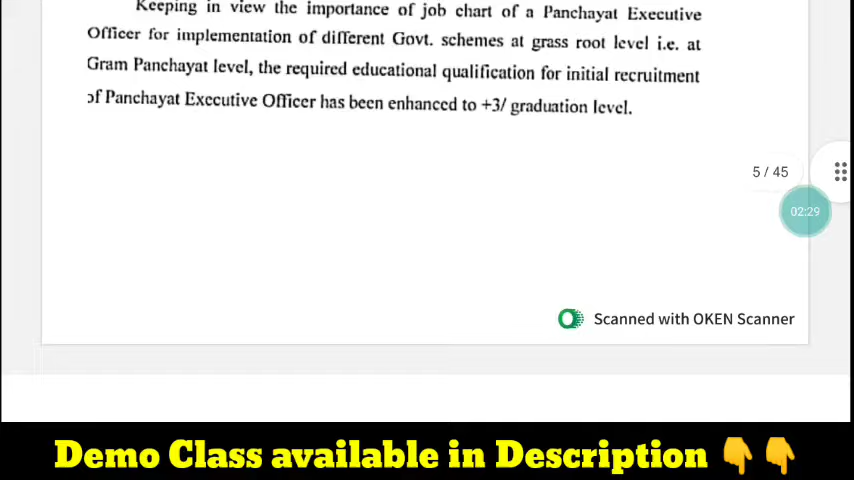 Keeping in view the importance of job chart of a Panchayat Executive
Officer for implementation of different Govt. schemes at grass root level i.e. at
Gram Panchayat level, the required educational qualification for initial recruitment
of Panchayat Executive Officer has been enhanced to +3/ graduation level.
5 / 45
02:29
Scanned with OKEN Scanner
Demo Class available in Description 👇👇